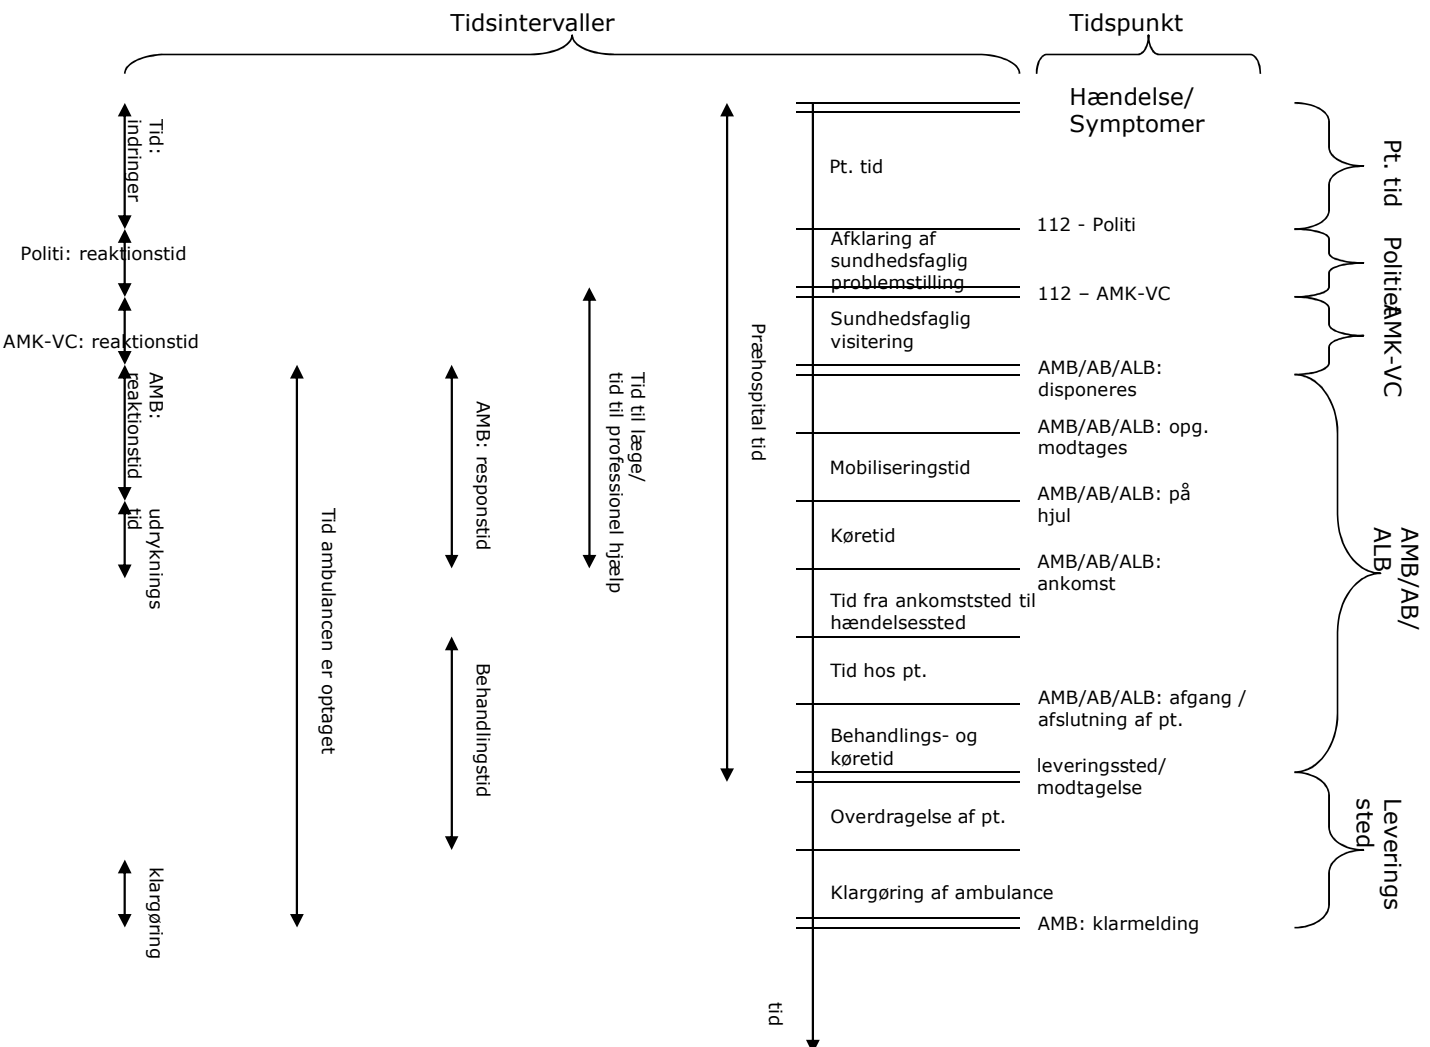 Tidsintervaller
Tidspunkt
Tid:
indringer
Politi: reaktionstid
AMK-VC: reaktionstid
AMB:
reaktionstid
udryknings
tid
klargøring
Tid ambulancen er optaget
AMB: responstid
Behandlingstid
Tid til læge/
tid til professionel hjælp
Præhospital tid
tid
Pt. tid
Afklaring af
sundhedsfaglig
problemstilling
Sundhedsfaglig
visitering
Mobiliseringstid
Køretid
Tid fra ankomststed til
hændelsessted
Tid hos pt.
Behandlings- og
køretid
Overdragelse af pt.
Klargøring af ambulance
Hændelse/
Symptomer
112 - Politi
112 – AMK-VC
AMB/AB/ALB:
disponeres
AMB/AB/ALB: opg.
modtages
AMB/AB/ALB: på
hjul
AMB/AB/ALB:
ankomst
AMB/AB/ALB: afgang /
afslutning af pt.
leveringssted/
modtagelse
AMB: klarmelding
Pt. tid
Politiet
AMK-VC
AMB/AB/
ALB
Leverings
sted